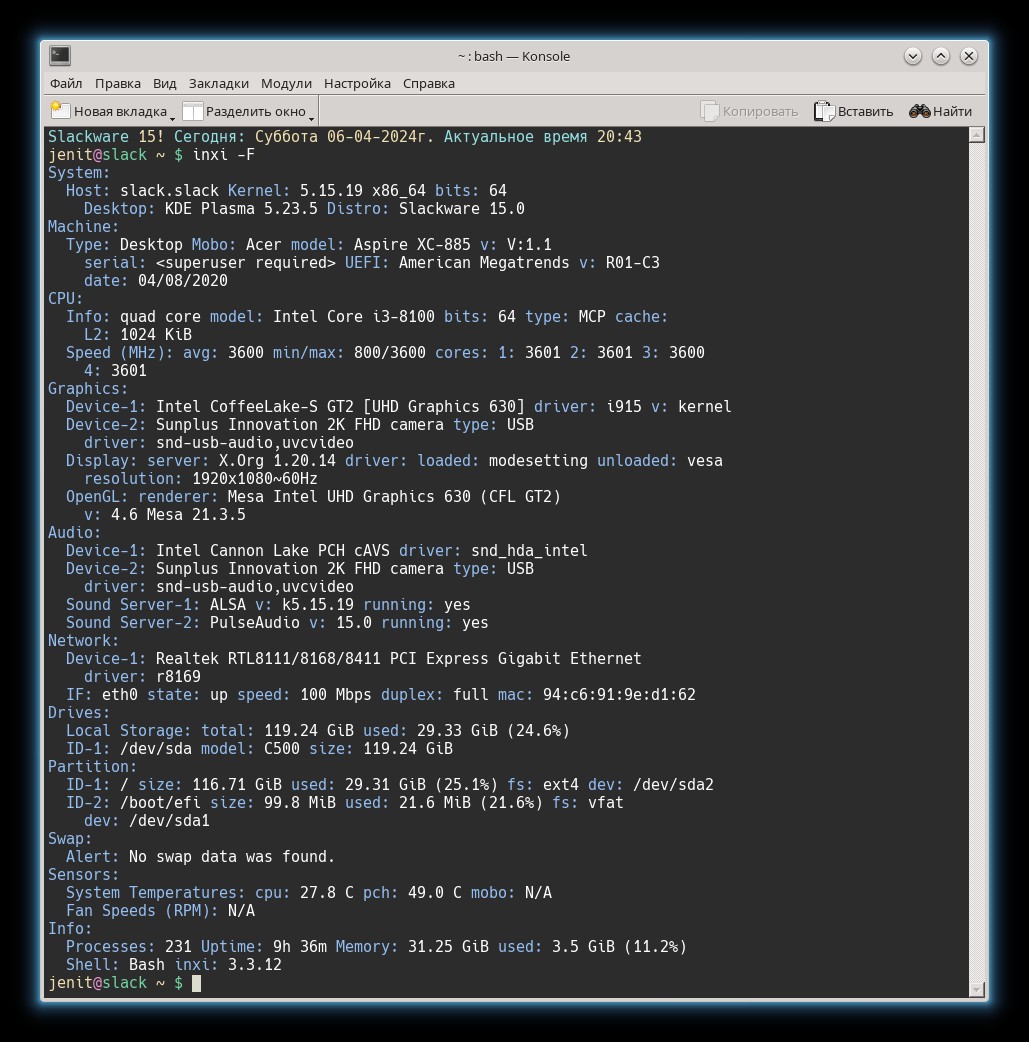 ~ : bash — Konsole
Файл Правка Вид Закладки Модули Настройка Справка
Новая вкладка Разделить окно Копировать Вставить Найти
Slackware 15! Сегодня: Суббота 06-04-2024г. Актуальное время 20:43
jenit@slack ~ $ inxi -F
System:
Host: slack.slack Kernel: 5.15.19 x86_64 bits: 64
Desktop: KDE Plasma 5.23.5 Distro: Slackware 15.0
Machine:
Type: Desktop Mobo: Acer model: Aspire XC-885 v: V:1.1
serial: <superuser required> UEFI: American Megatrends v: R01-C3
date: 04/08/2020
CPU:
Info: quad core model: Intel Core i3-8100 bits: 64 type: MCP cache:
L2: 1024 KiB
Speed (MHz): avg: 3600 min/max: 800/3600 cores: 1: 3601 2: 3601 3: 3600
4: 3601
Graphics:
Device-1: Intel CoffeeLake-S GT2 [UHD Graphics 630] driver: i915 v: kernel
Device-2: Sunplus Innovation 2K FHD camera type: USB
driver: snd-usb-audio,uvcvideo
Display: server: X.Org 1.20.14 driver: loaded: modesetting unloaded: vesa
resolution: 1920x1080~60Hz
OpenGL: renderer: Mesa Intel UHD Graphics 630 (CFL GT2)
v: 4.6 Mesa 21.3.5
Audio:
Device-1: Intel Cannon Lake PCH cAVS driver: snd_hda_intel
Device-2: Sunplus Innovation 2K FHD camera type: USB
driver: snd-usb-audio,uvcvideo
Sound Server-1: ALSA v: k5.15.19 running: yes
Sound Server-2: PulseAudio v: 15.0 running: yes
Network:
Device-1: Realtek RTL8111/8168/8411 PCI Express Gigabit Ethernet
driver: r8169
IF: eth0 state: up speed: 100 Mbps duplex: full mac: 94:c6:91:9e:d1:62
Drives:
Local Storage: total: 119.24 GiB used: 29.33 GiB (24.6%)
ID-1: /dev/sda model: C500 size: 119.24 GiB
Partition:
ID-1: / size: 116.71 GiB used: 29.31 GiB (25.1%) fs: ext4 dev: /dev/sda2
ID-2: /boot/efi size: 99.8 MiB used: 21.6 MiB (21.6%) fs: vfat
dev: /dev/sda1
Swap:
Alert: No swap data was found.
Sensors:
System Temperatures: cpu: 27.8 C pch: 49.0 C mobo: N/A
Fan Speeds (RPM): N/A
Info:
Processes: 231 Uptime: 9h 36m Memory: 31.25 GiB used: 3.5 GiB (11.2%)
Shell: Bash inxi: 3.3.12
jenit@slack ~ $